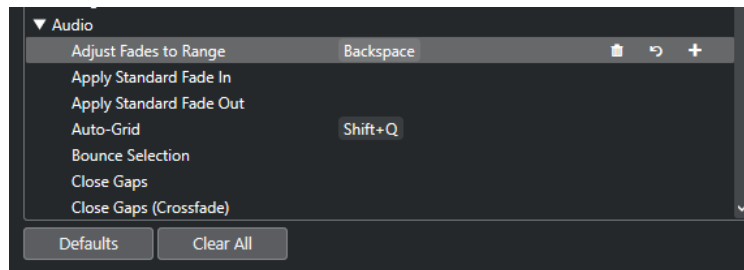 Audio
Adjust Fades to Range Backspace
Apply Standard Fade In
Apply Standard Fade Out
Auto-Grid Shift+Q
Bounce Selection
Close Gaps
Close Gaps (Crossfade)
Defaults Clear All